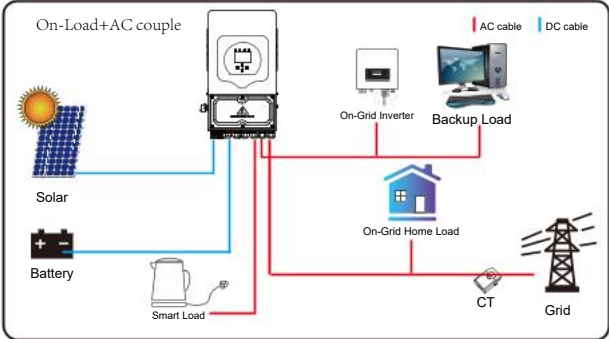 On-Load+AC couple
AC cable
DC cable
On-Grid Inverter
Backup Load
Solar
On-Grid Home Load
Battery
Smart Load
CT
Grid